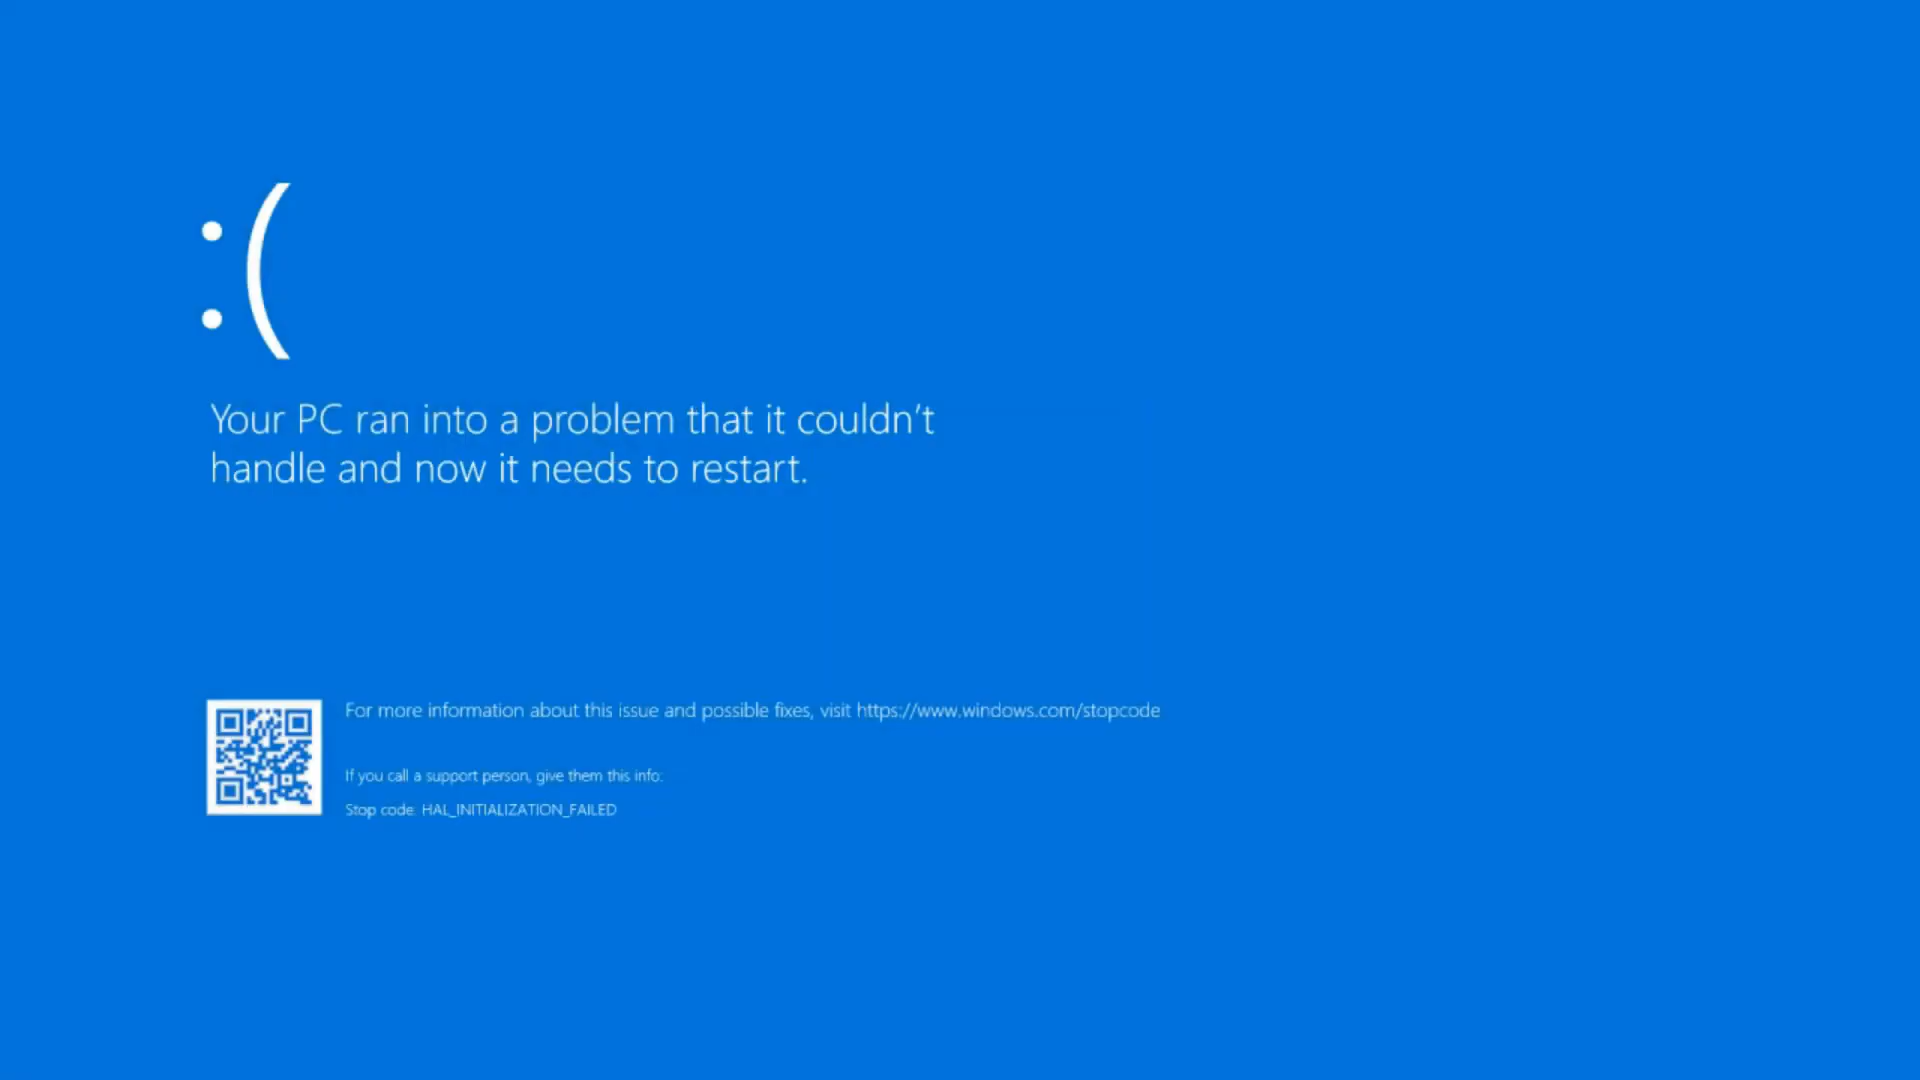 :(
Your PC ran into a problem that it couldn't
handle and now it needs to restart.
For more information about this issue and possible fixes, visit https://www.windows.com/stopcode
If you call a support person, give them this info:
Stop code: HAL_INITIALIZATION_FAILED